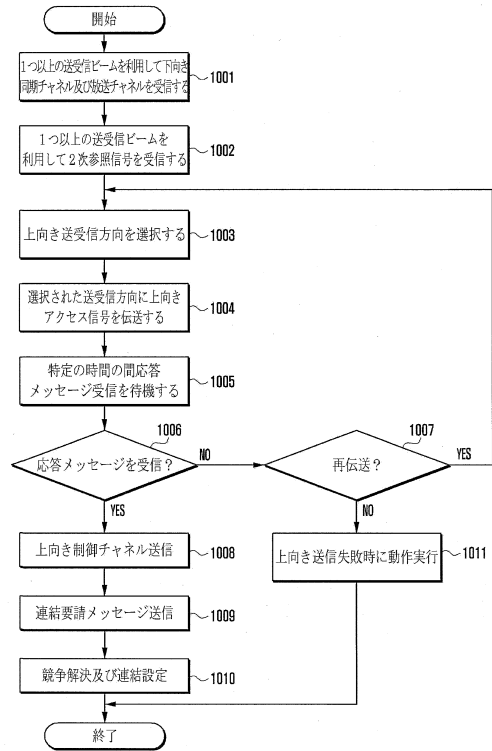 開始
1つ以上の送受信ビームを利用して下向き
同期チャネル及び放送チャネルを受信する
1001
1つ以上の送受信ビームを
利用して2次参照信号を受信する
1002
上向き送受信方向を選択する
1003
選択された送受信方向に上向き
アクセス信号を伝送する
1004
特定の時間の間応答
メッセージ受信を待機する
1005
応答メッセージを受信？
1006
NO
YES
再伝送？
1007
YES
NO
上向き制御チャネル送信
1008
上向き送信失敗時に動作実行
1011
連結要請メッセージ送信
1009
競争解決及び連結設定
1010
終了